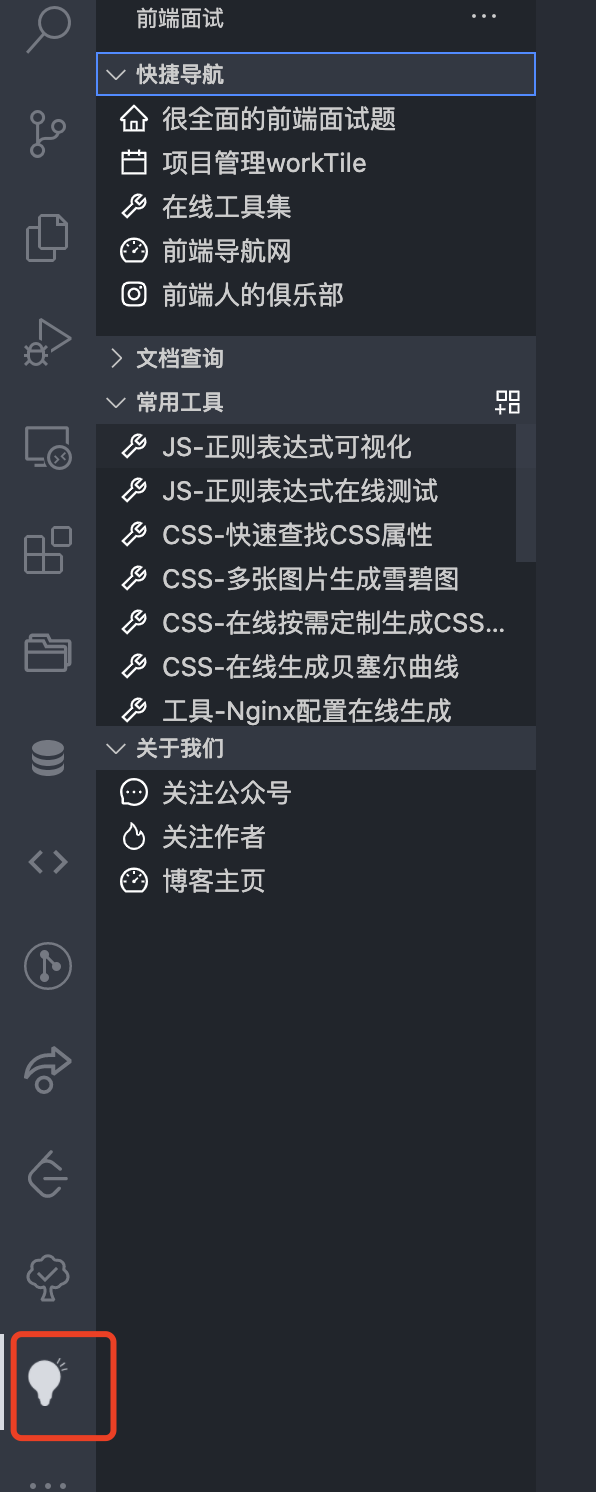 前端面试
快捷导航
很全面的前端面试题
项目管理workTile
在线工具集
前端导航网
前端人的俱乐部
文档查询
常用工具
JS-正则表达式可视化
JS-正则表达式在线测试
CSS-快速查找CSS属性
CSS-多张图片生成雪碧图
CSS-在线按需定制生成CSS...
CSS-在线生成贝塞尔曲线
工具-Nginx配置在线生成
关于我们
关注公众号
关注作者
博客主页